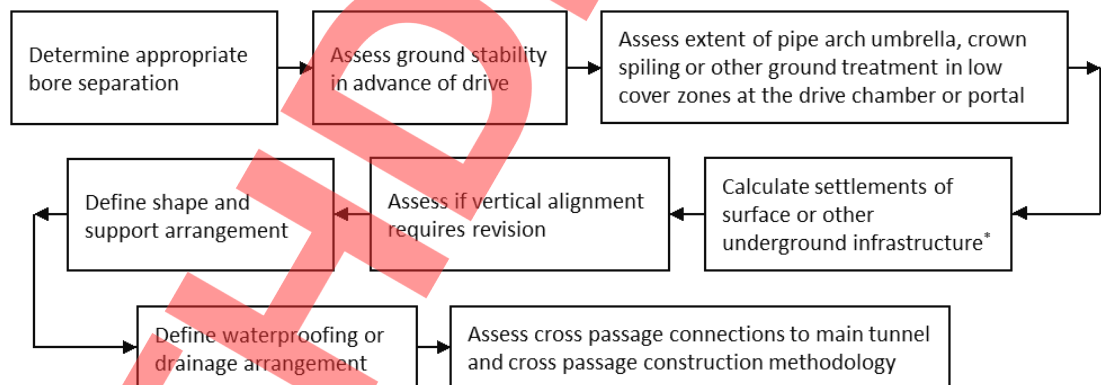 Determine appropriate
bore separation
Assess ground stability
in advance of drive
Assess extent of pipe arch umbrella, crown
spiling or other ground treatment in low
cover zones at the drive chamber or portal
Define shape and
support arrangement
Assess if vertical alignment
requires revision
Calculate settlements of
surface or other
underground infrastructure*
Define waterproofing or
drainage arrangement
Assess cross passage connections to main tunnel
and cross passage construction methodology
THD